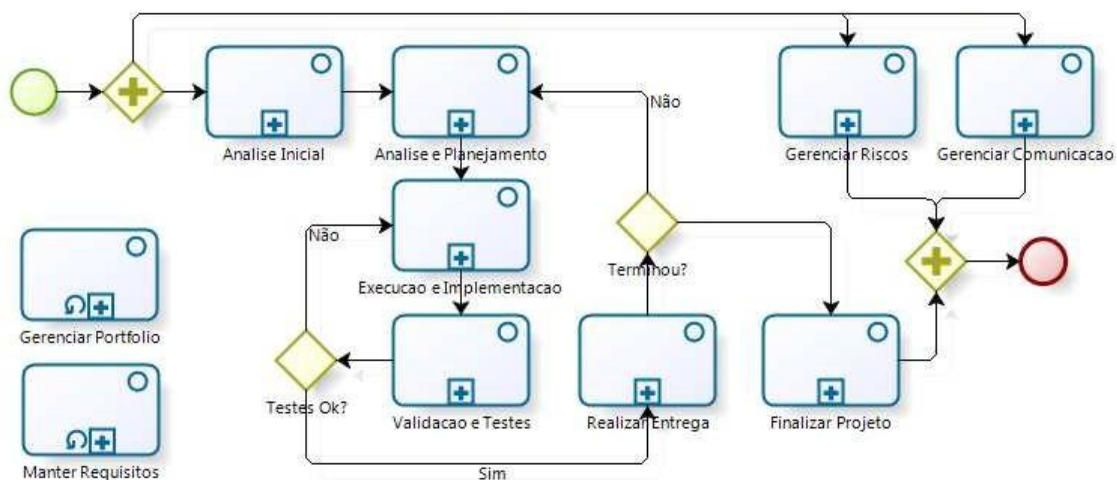 Analise Inicial
Analise e Planejamento
Não
Gerenciar Riscos
Gerenciar Comunicacao
Não
Terminou?
Execucao e Implementacao
Gerenciar Portfolio
Testes Ok?
Validacao e Testes
Realizar Entrega
Finalizar Projeto
Manter Requisitos
Sim